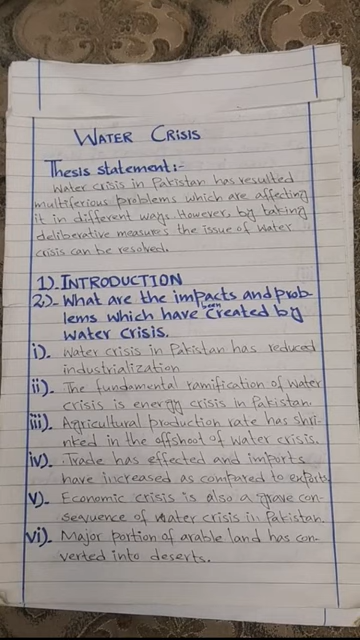 WATER CRISIS
Thesis statement:-
Water crisis in Pakistan has resulted
multiferious problems which are affecting
it in different ways. However, by taking
deliberative measures the issue of water
crisis can be resolved.
1). INTRODUCTION
2)- What are the impacts and prob-
lems which have been created by
water crisis.
i). Water crisis in Pakistan has reduced
industrialization
ii). The fundamental ramification of water
crisis is energy crisis in Pakistan.
iii). Agricultural production rate has shri-
nked in the offshoot of water crisis.
iv). Trade has effected and imports
have increased as compared to exports
v). Economic crisis is also a grave con-
sequence of water crisis in Pakistan.
vi). Major portion of arable land has con-
verted into deserts.